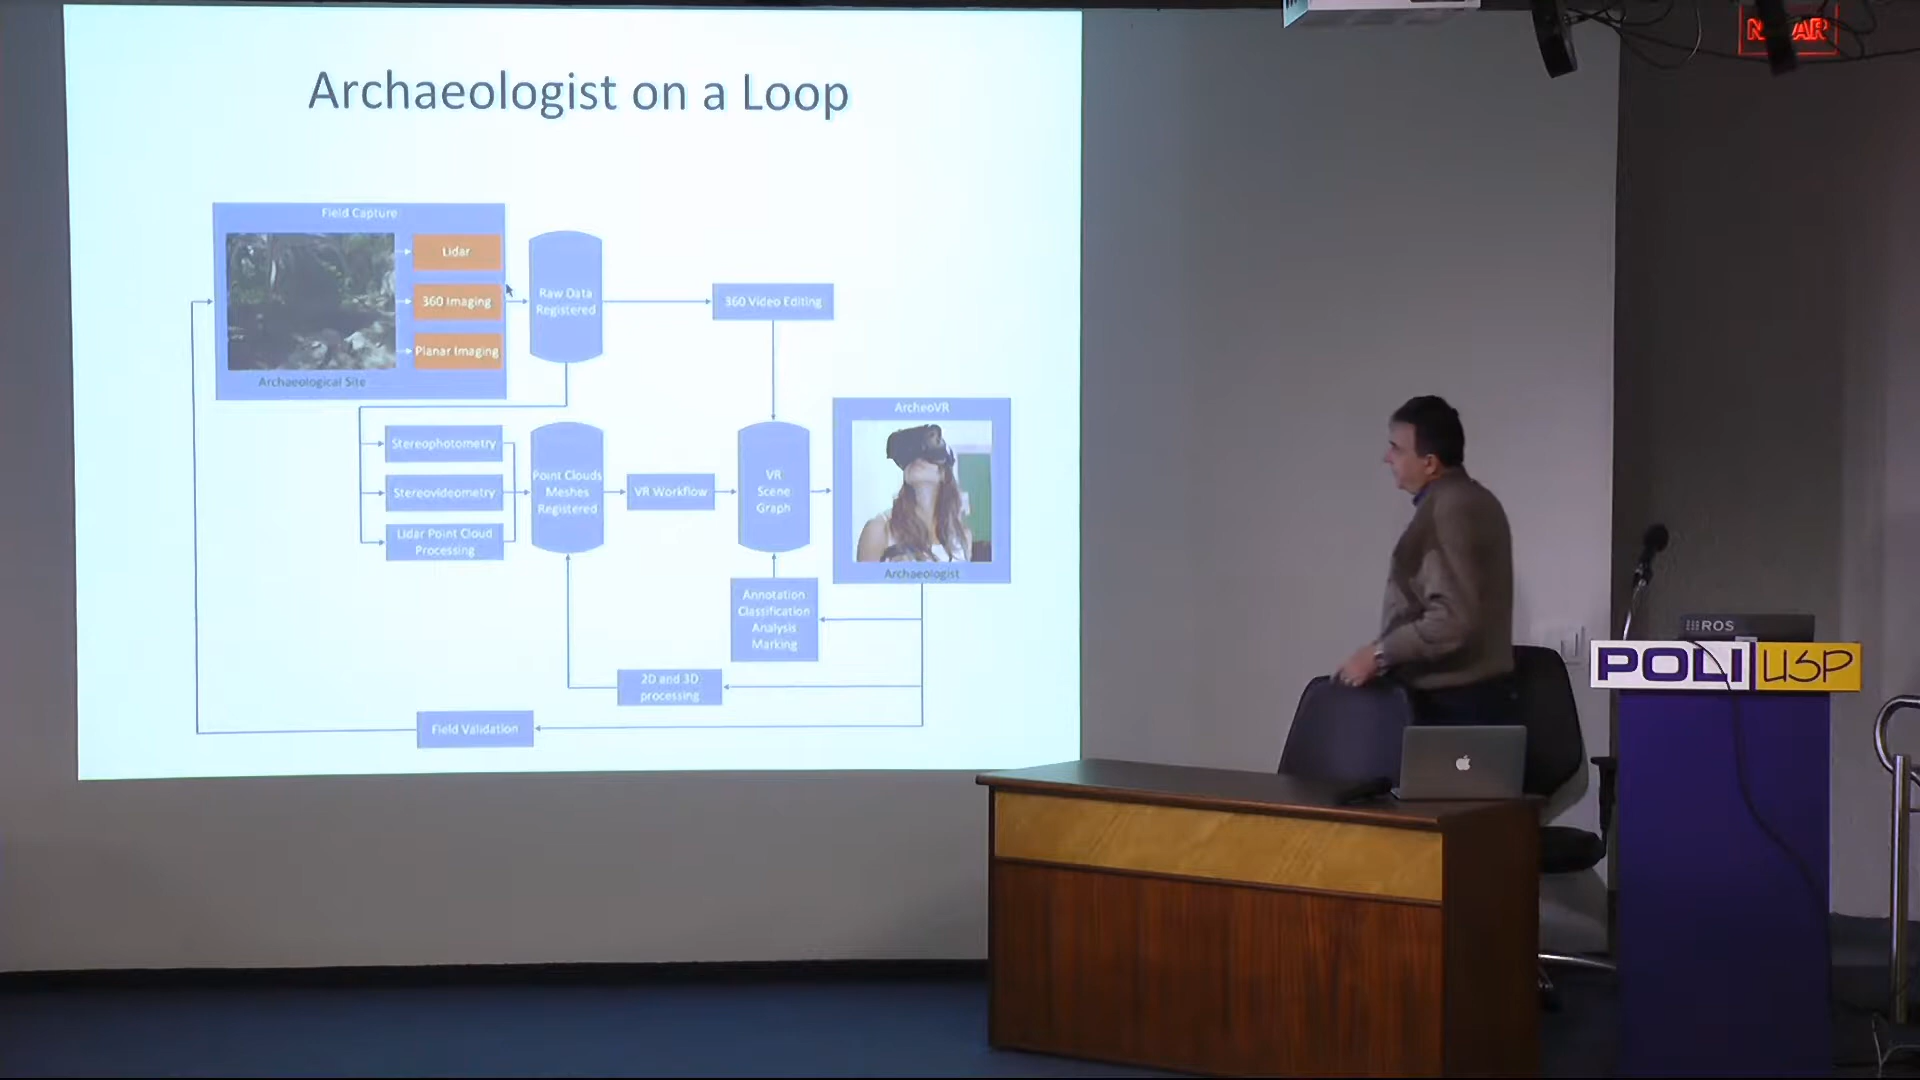 Archaeologist on a Loop
Field Capture
Lidar
360 Imaging
Planar Imaging
Archaeological Site
Raw Data
Registered
360 Video Editing
Stereophotometry
Stereovideometry
Lidar Point Cloud
Processing
Point Clouds
Meshes
Registered
VR Workflow
VR
Scene
Graph
ArcheoVR
Archaeologist
Annotation
Classification
Analysis
Marking
2D and 3D
processing
Field Validation
ROS
POLI USP